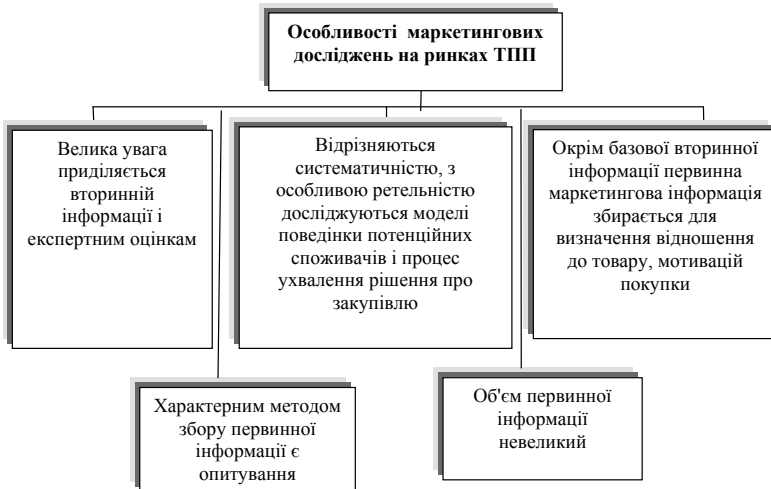 Особливості маркетингових
досліджень на ринках ТПП
Велика увага
приділяється
вторинній
інформації і
експертним оцінкам
Відрізняються
систематичністю, з
особливою ретельністю
досліджуються моделі
поведінки потенційних
споживачів і процес
ухвалення рішення про
закупівлю
Окрім базової вторинної
інформації первинна
маркетингова інформація
збирається для
визначення відношення
до товару, мотивацій
покупки
Характерним методом
збору первинної
інформації є
опитування
Об'єм первинної
інформації
невеликий